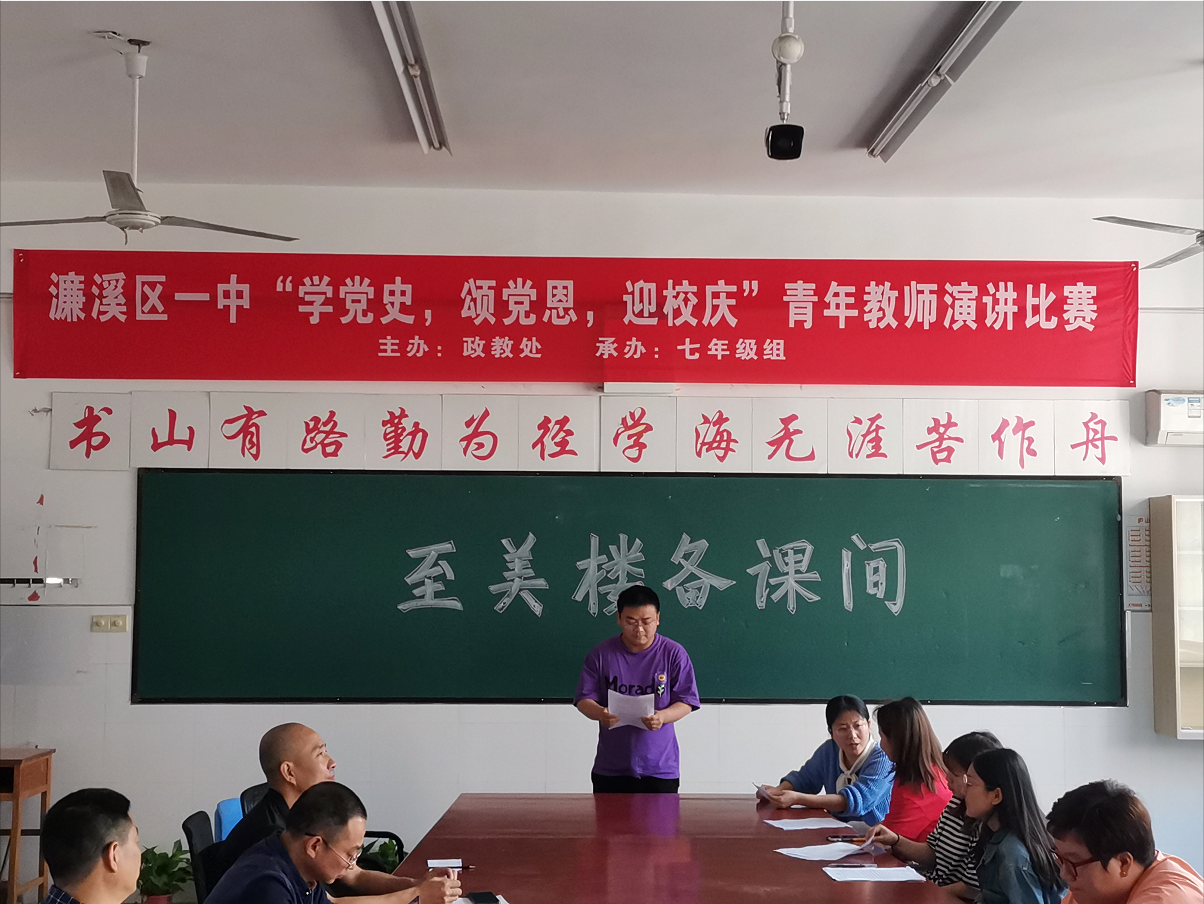 濂溪区一中“学党史，颂党恩，迎校庆”青年教师演讲比赛
主办：政教处 承办：七年级组
书山有路勤为径学海无涯苦作舟
至美楼备课间
Morad